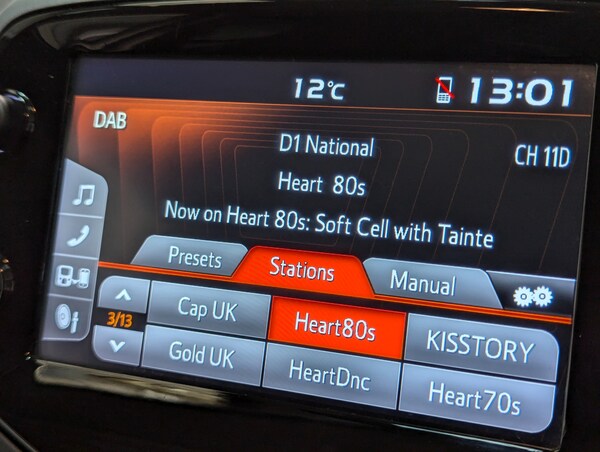 12°C
13:01
DAB
D1 National
CH 11D
Heart 80s
Now on Heart 80s: Soft Cell with Tainte
Presets
Stations
Manual
3/13
Cap UK
Heart80s
KISSTORY
Gold UK
HeartDnc
Heart70s